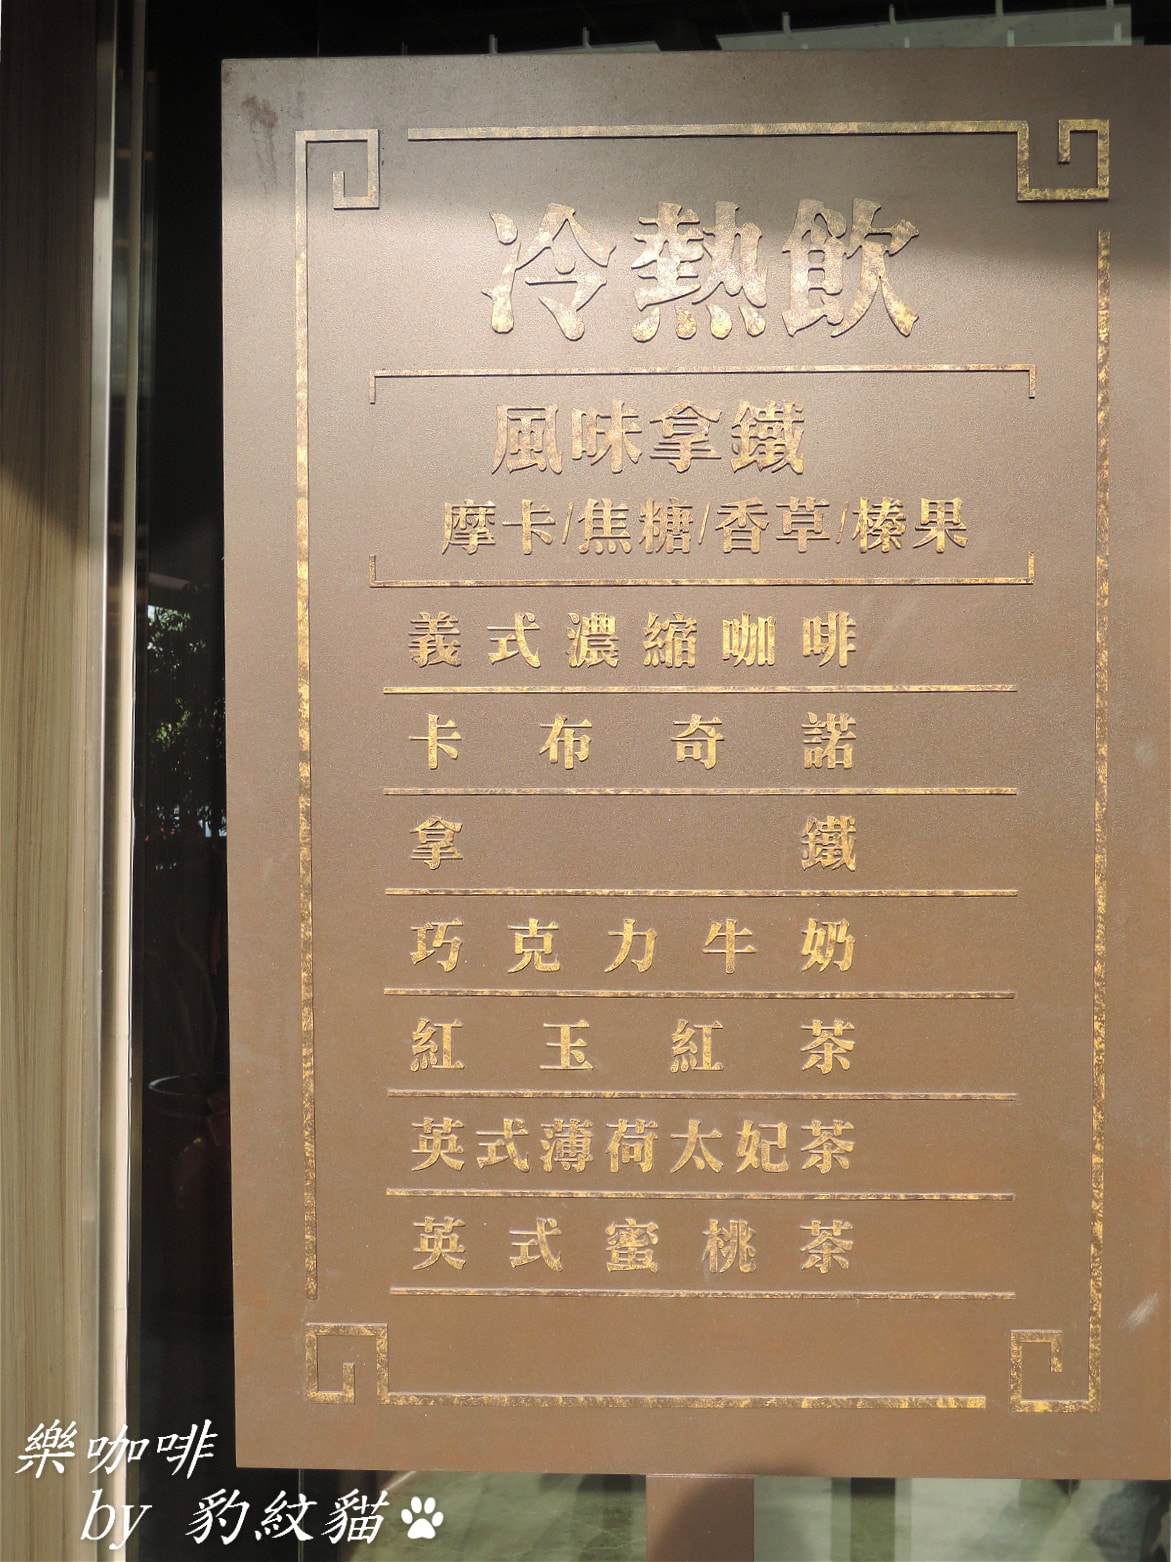 冷熱飲
風味拿鐵
摩卡/焦糖/香草/榛果
義式濃縮咖啡
卡布奇諾
拿鐵
巧克力牛奶
紅玉紅茶
英式薄荷太妃茶
英式蜜桃茶
樂咖啡
by 豹紋貓